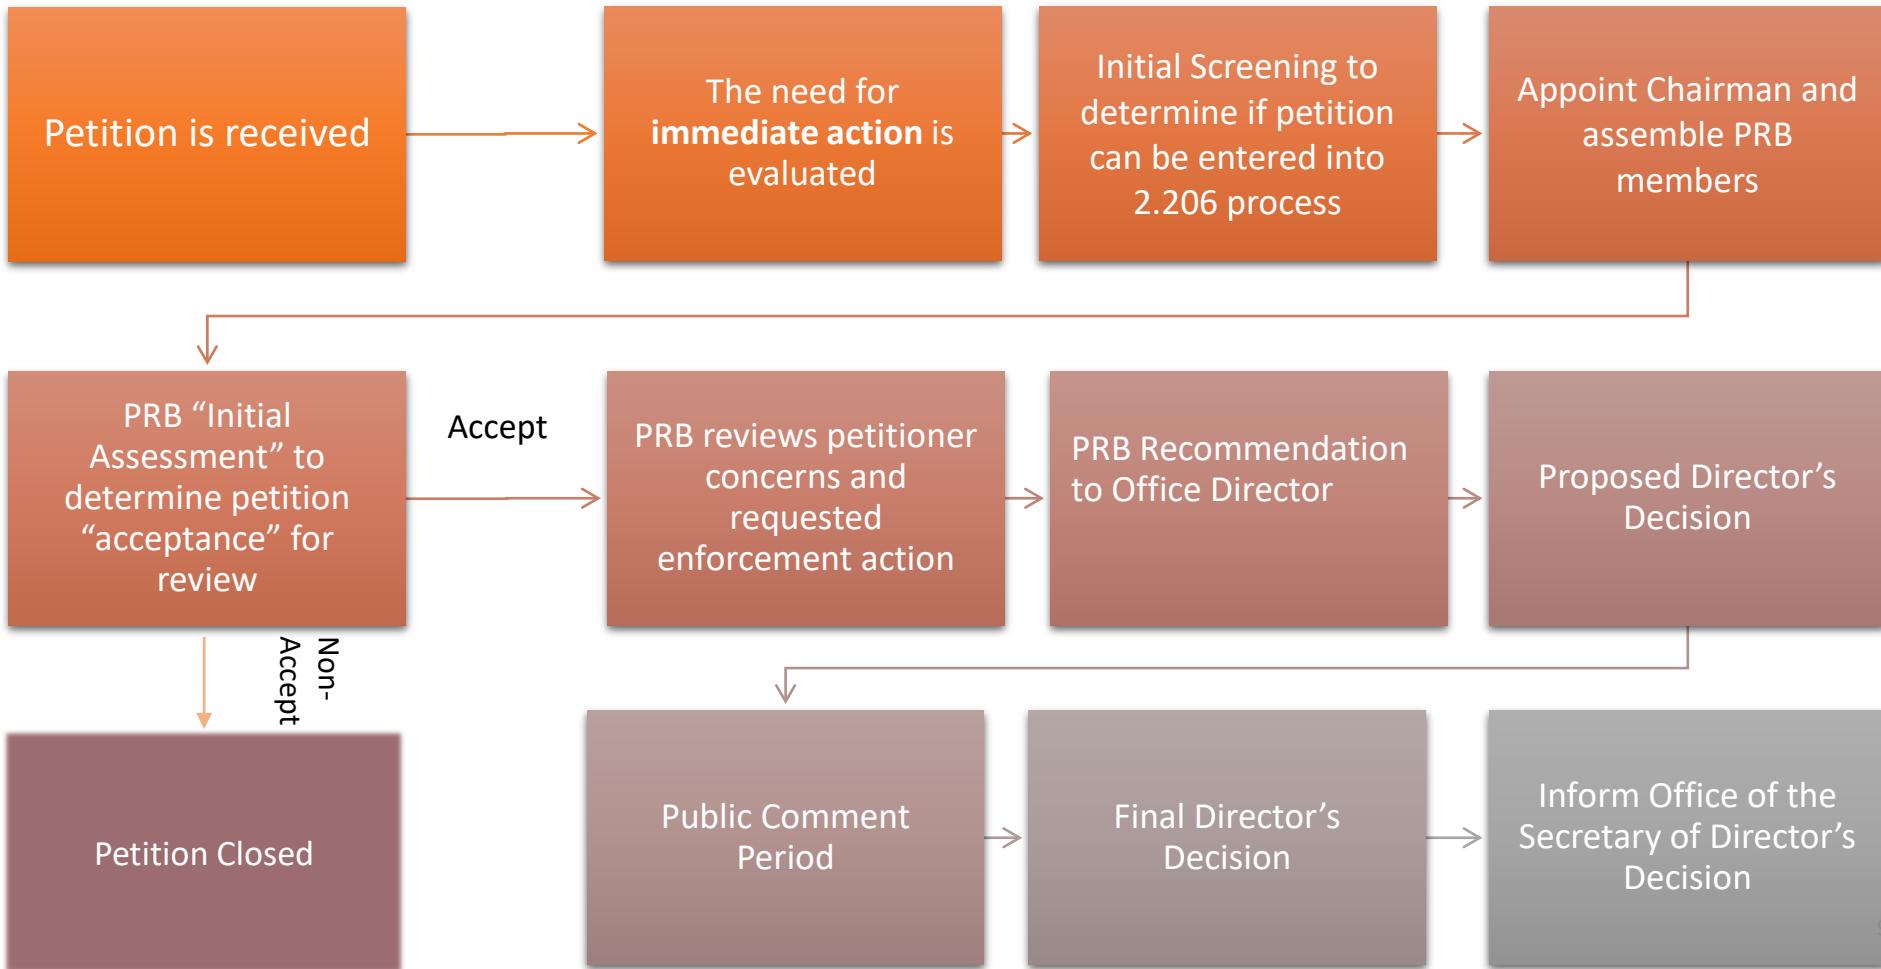 Petition is received
The need for
immediate action is
evaluated
Initial Screening to
determine if petition
can be entered into
2.206 process
Appoint Chairman and
assemble PRB
members
PRB “Initial
Assessment” to
determine petition
“acceptance” for
review
Accept
PRB reviews petitioner
concerns and
requested
enforcement action
PRB Recommendation
to Office Director
Proposed Director’s
Decision
Non-
Accept
Petition Closed
Public Comment
Period
Final Director’s
Decision
Inform Office of the
Secretary of Director’s
Decision